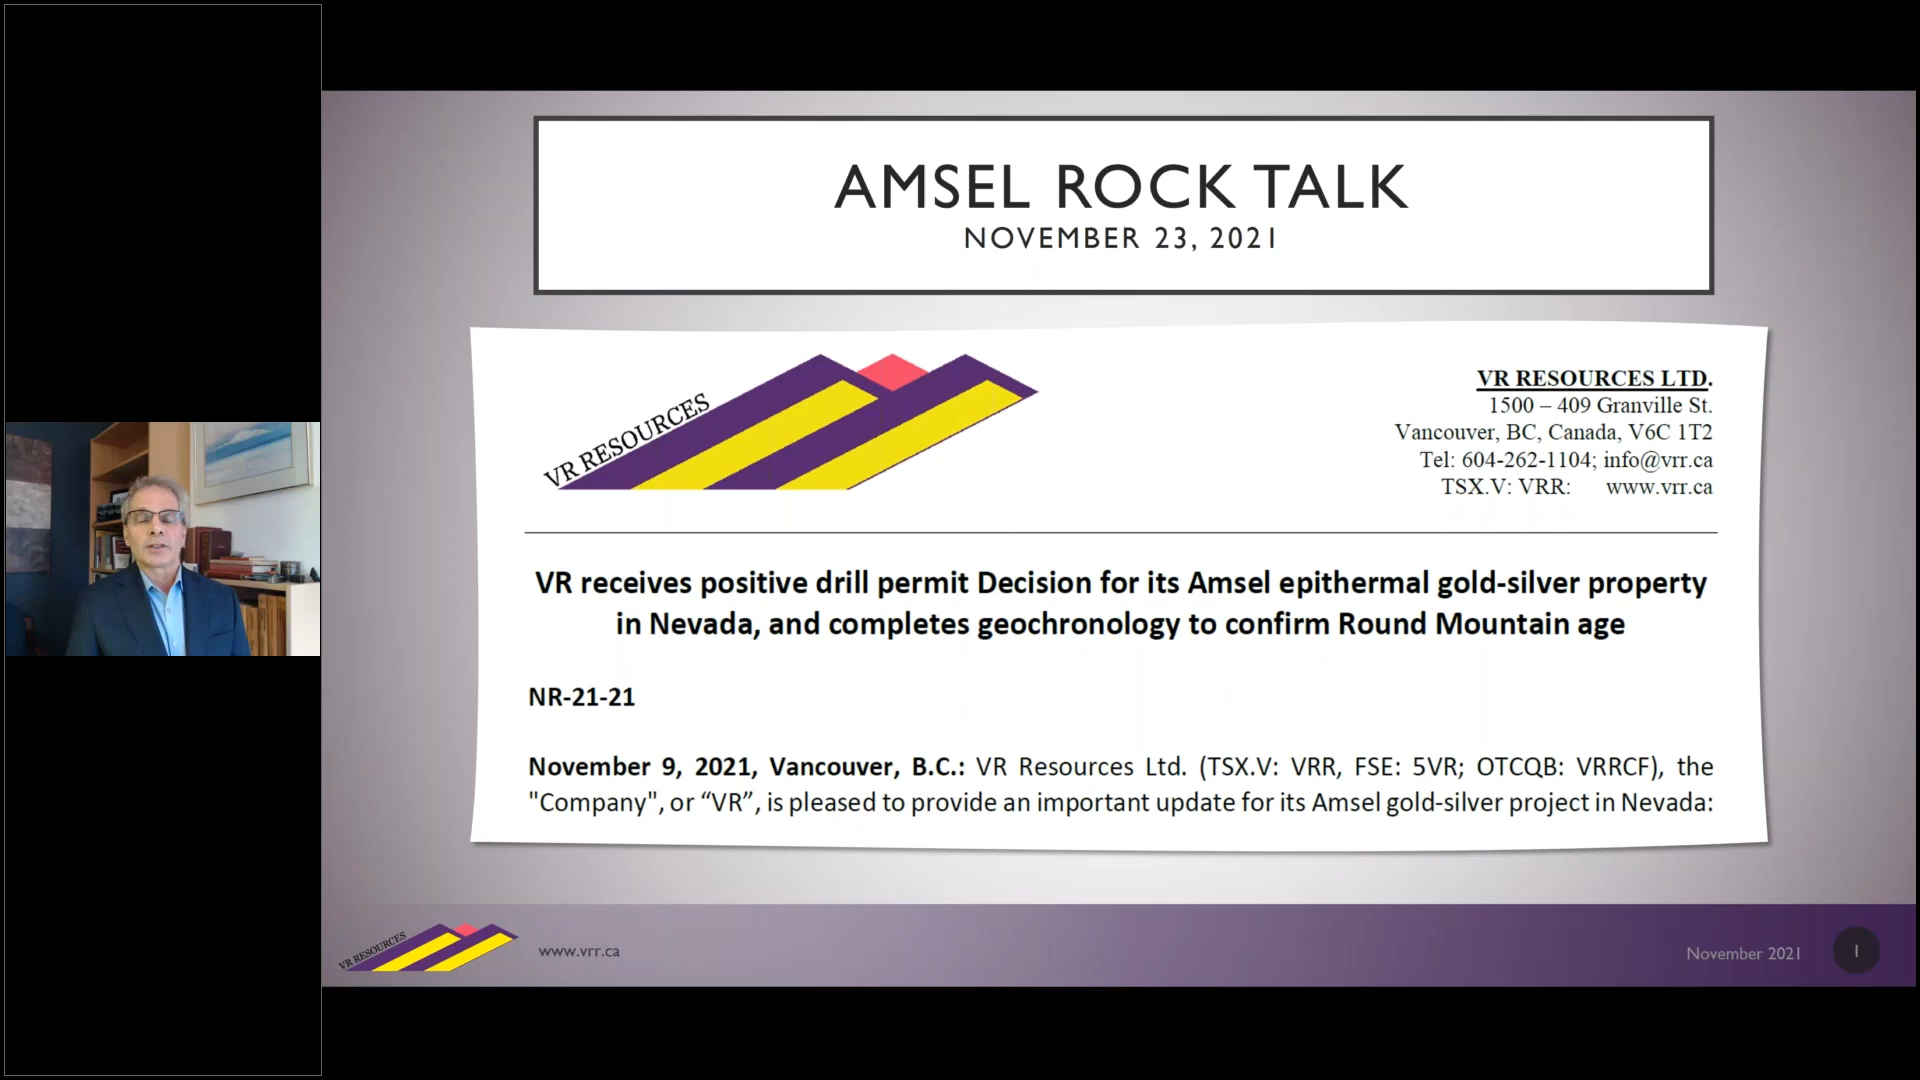 AMSEL ROCK TALK
NOVEMBER 23, 2021
VR RESOURCES
VR RESOURCES LTD.
1500 – 409 Granville St.
Vancouver, BC, Canada, V6C 1T2
Tel: 604-262-1104; info@vrr.ca
TSX.V: VRR: www.vrr.ca
VR receives positive drill permit Decision for its Amsel epithermal gold-silver property
in Nevada, and completes geochronology to confirm Round Mountain age
NR-21-21
November 9, 2021, Vancouver, B.C.: VR Resources Ltd. (TSX.V: VRR, FSE: 5VR; OTCQB: VRRCF), the
"Company", or “VR”, is pleased to provide an important update for its Amsel gold-silver project in Nevada:
VR RESOURCES
www.vrr.ca
November 2021
1